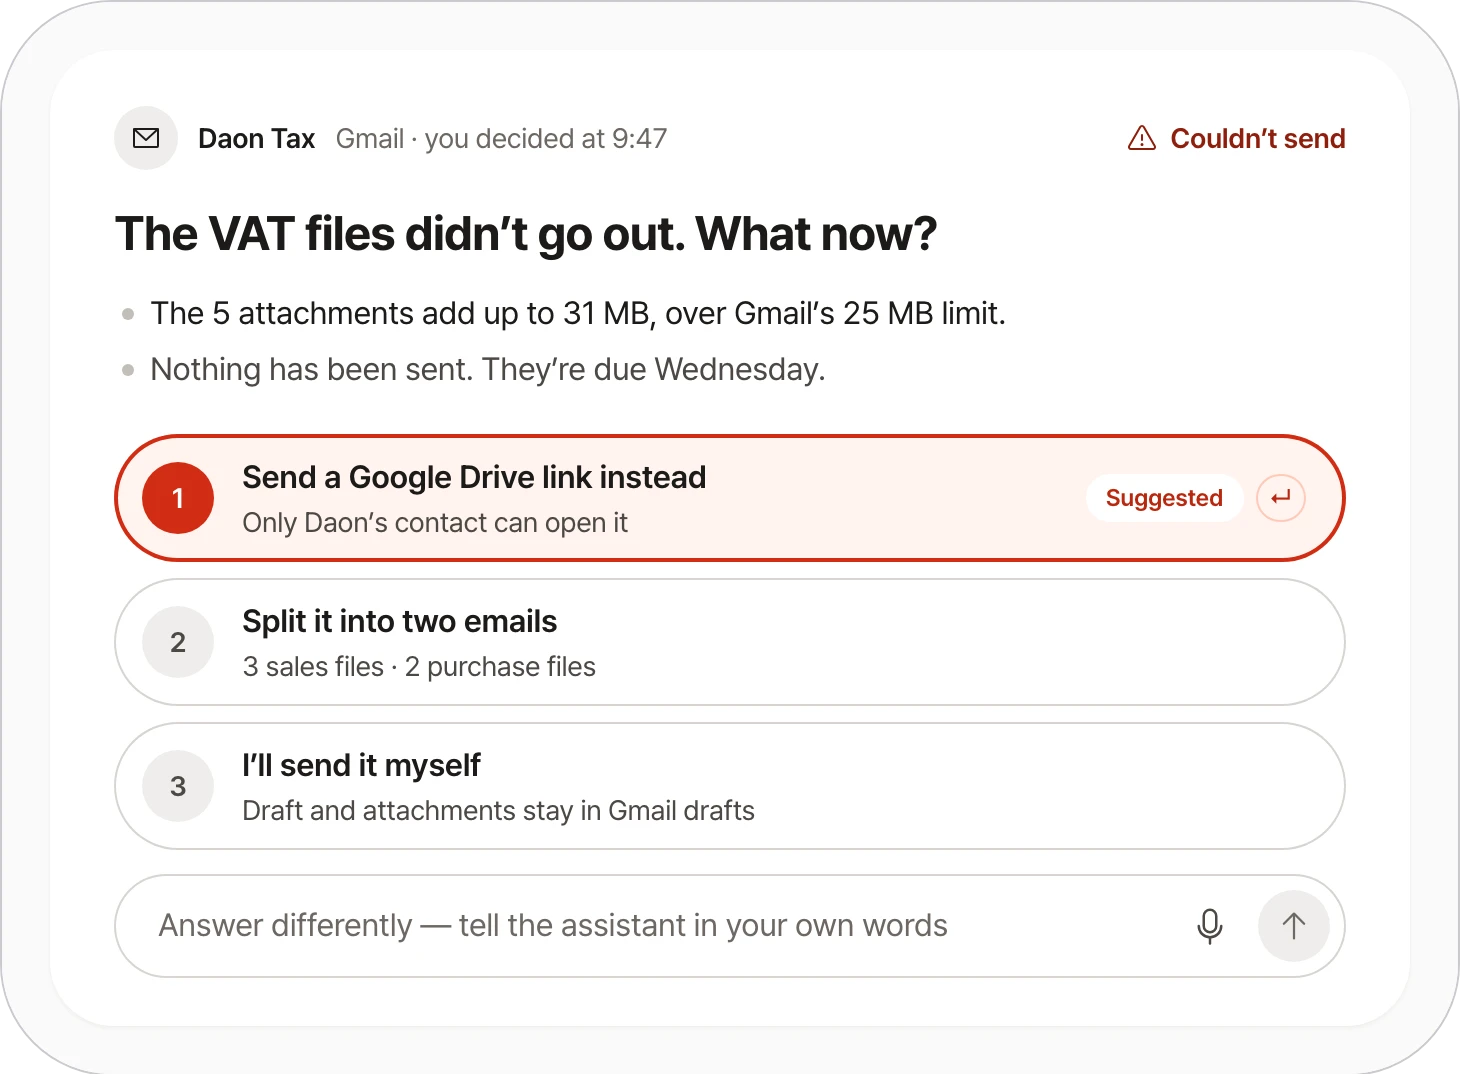 Daon Tax Gmail · you decided at 9:47 Couldn’t send
The VAT files didn’t go out. What now?
The 5 attachments add up to 31 MB, over Gmail’s 25 MB limit.
Nothing has been sent. They’re due Wednesday.
1 Send a Google Drive link instead
Only Daon’s contact can open it
Suggested
2 Split it into two emails
3 sales files · 2 purchase files
3 I’ll send it myself
Draft and attachments stay in Gmail drafts
Answer differently — tell the assistant in your own words